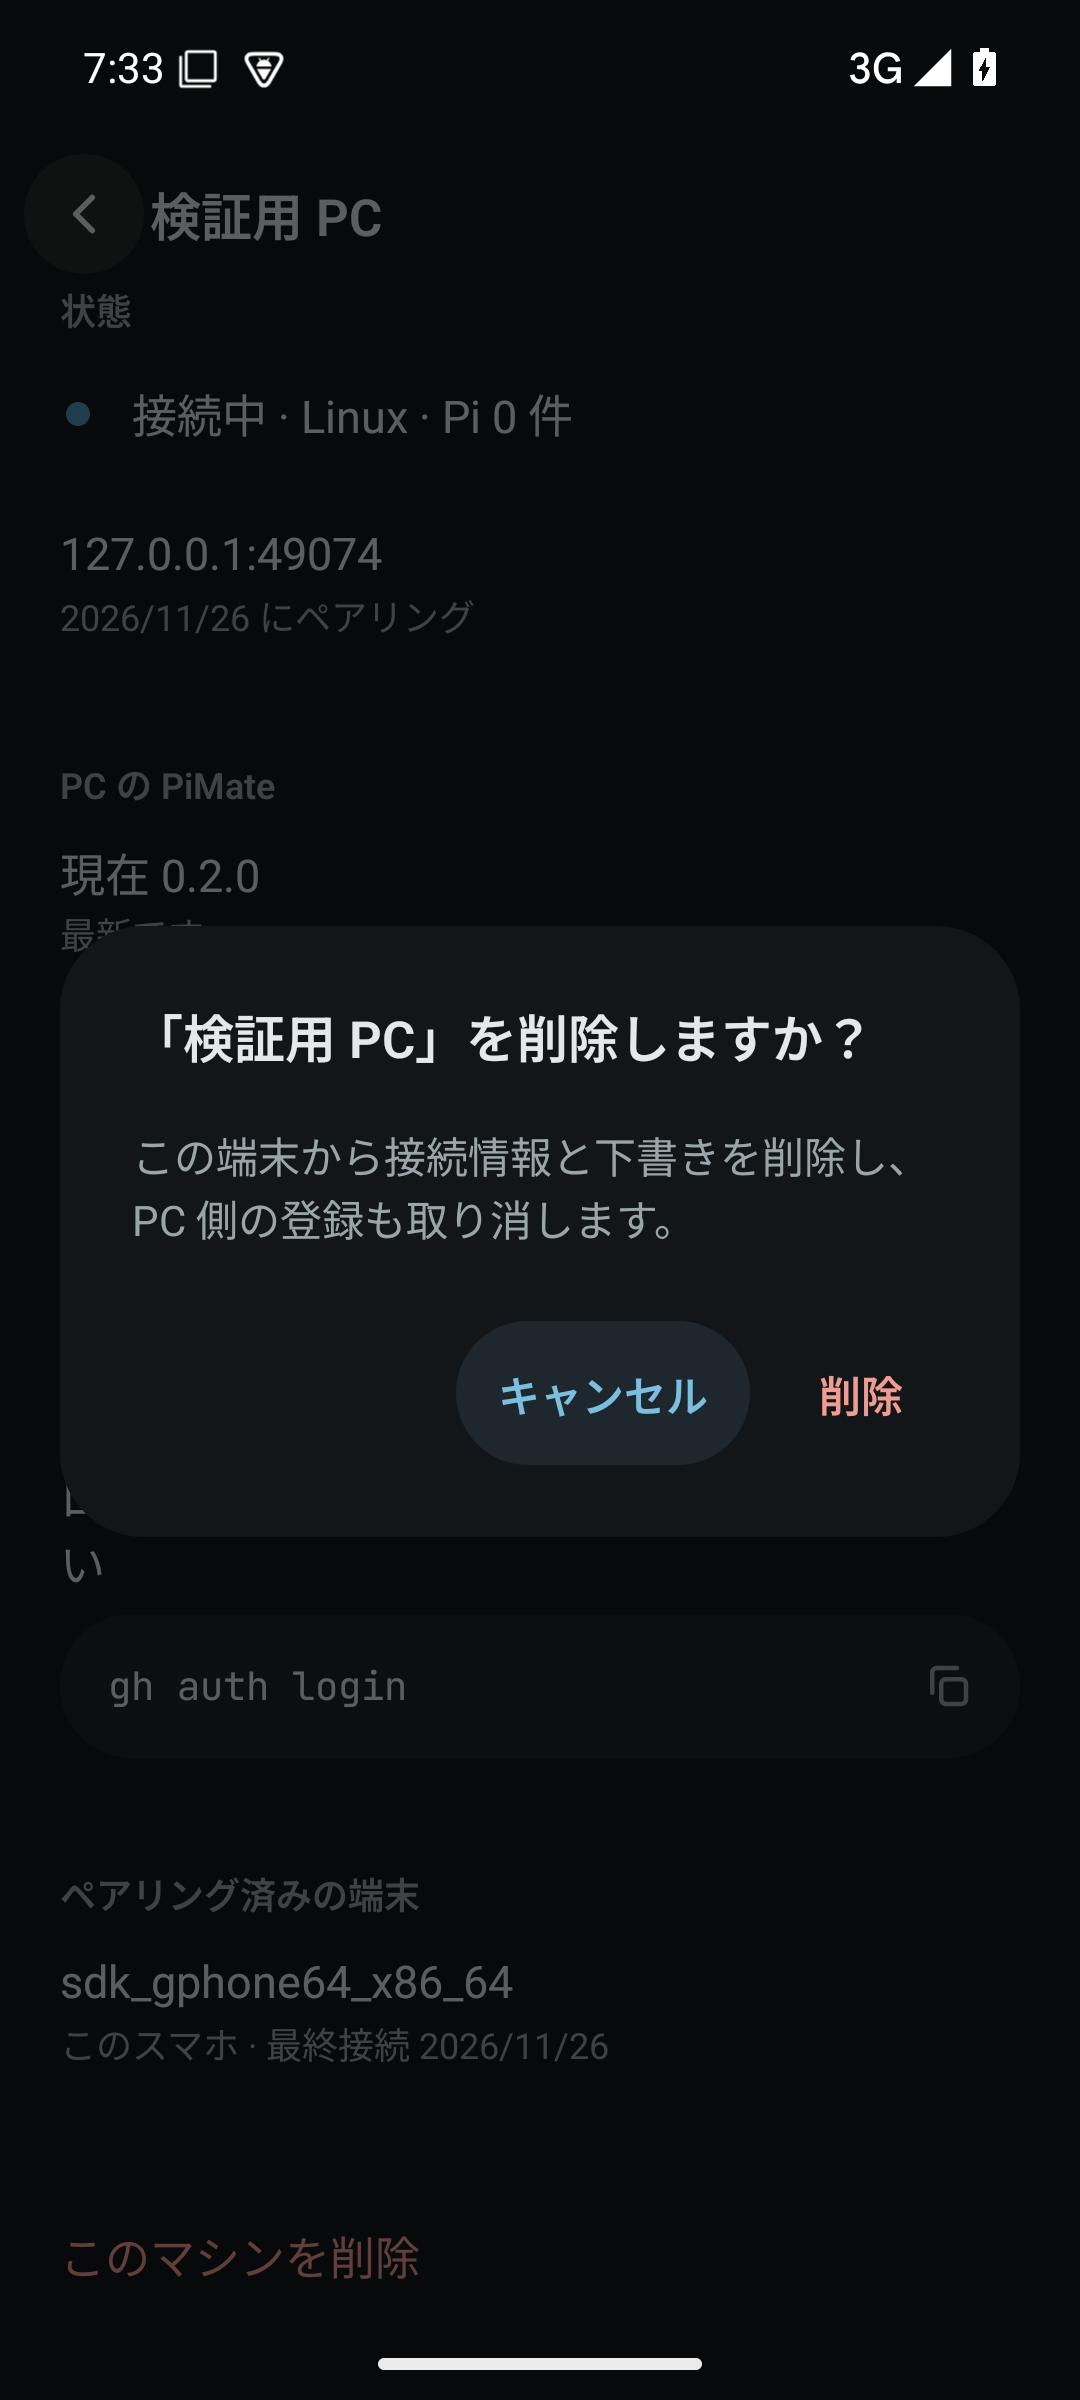 7:33
3G
検証用 PC
状態
接続中 · Linux · Pi 0 件
127.0.0.1:49074
2026/11/26 にペアリング
PC の PiMate
現在 0.2.0
最新です
「検証用 PC」を削除しますか？
この端末から接続情報と下書きを削除し、
PC 側の登録も取り消します。
キャンセル
削除
い
gh auth login
ペアリング済みの端末
sdk_gphone64_x86_64
このスマホ · 最終接続 2026/11/26
このマシンを削除